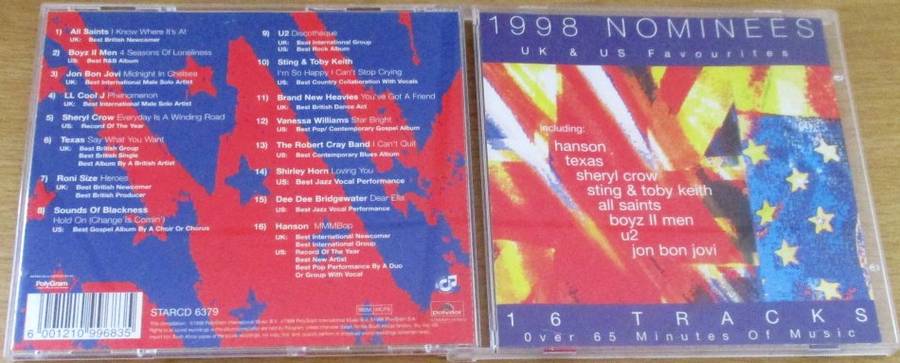 1) All Saints I Know Where It's At
UK: Best British Newcomer
2) Boyz II Men 4 Seasons Of Loneliness
US: Best R&B Album
3) Jon Bon Jovi Midnight In Chelsea
UK: Best International Male Solo Artist
4) LL Cool J Phenomenon
UK: Best International Male Solo Artist
5) Sheryl Crow Everyday Is A Winding Road
US: Record Of The Year
6) Texas Say What You Want
UK: Best British Group
Best British Single
Best Album By A British Artist
7) Roni Size Heroes
UK: Best British Newcomer
Best British Producer
8) Sounds Of Blackness
Hold On (Change Is Comin')
US: Best Gospel Album By A Choir Or Chorus
PolyGram
6 001210 996835
9) U2 Discothèque
UK: Best International Group
US: Best Rock Album
10) Sting & Toby Keith
I'm So Happy I Can't Stop Crying
US: Best Country Collaboration With Vocals
11) Brand New Heavies You've Got A Friend
UK: Best British Dance Act
12) Vanessa Williams Star Bright
US: Best Pop/ Contemporary Gospel Album
13) The Robert Cray Band I Can't Quit
US: Best Contemporary Blues Album
14) Shirley Horn Loving You
US: Best Jazz Vocal Performance
15) Dee Dee Bridgewater Dear Ella
US: Best Jazz Vocal Performance
16) Hanson MMMBop
UK: Best International Newcomer
Best International Group
US: Record Of The Year
Best New Artist
Best Pop Performance By A Duo
Or Group With Vocal
STARCD 6379
polydor
1998 NOMINEES
UK & US Favourites
including:
hanson
texas
sheryl crow
sting & toby keith
all saints
boyz II men
u2
jon bon jovi
16 TRACKS
Over 65 Minutes Of Music